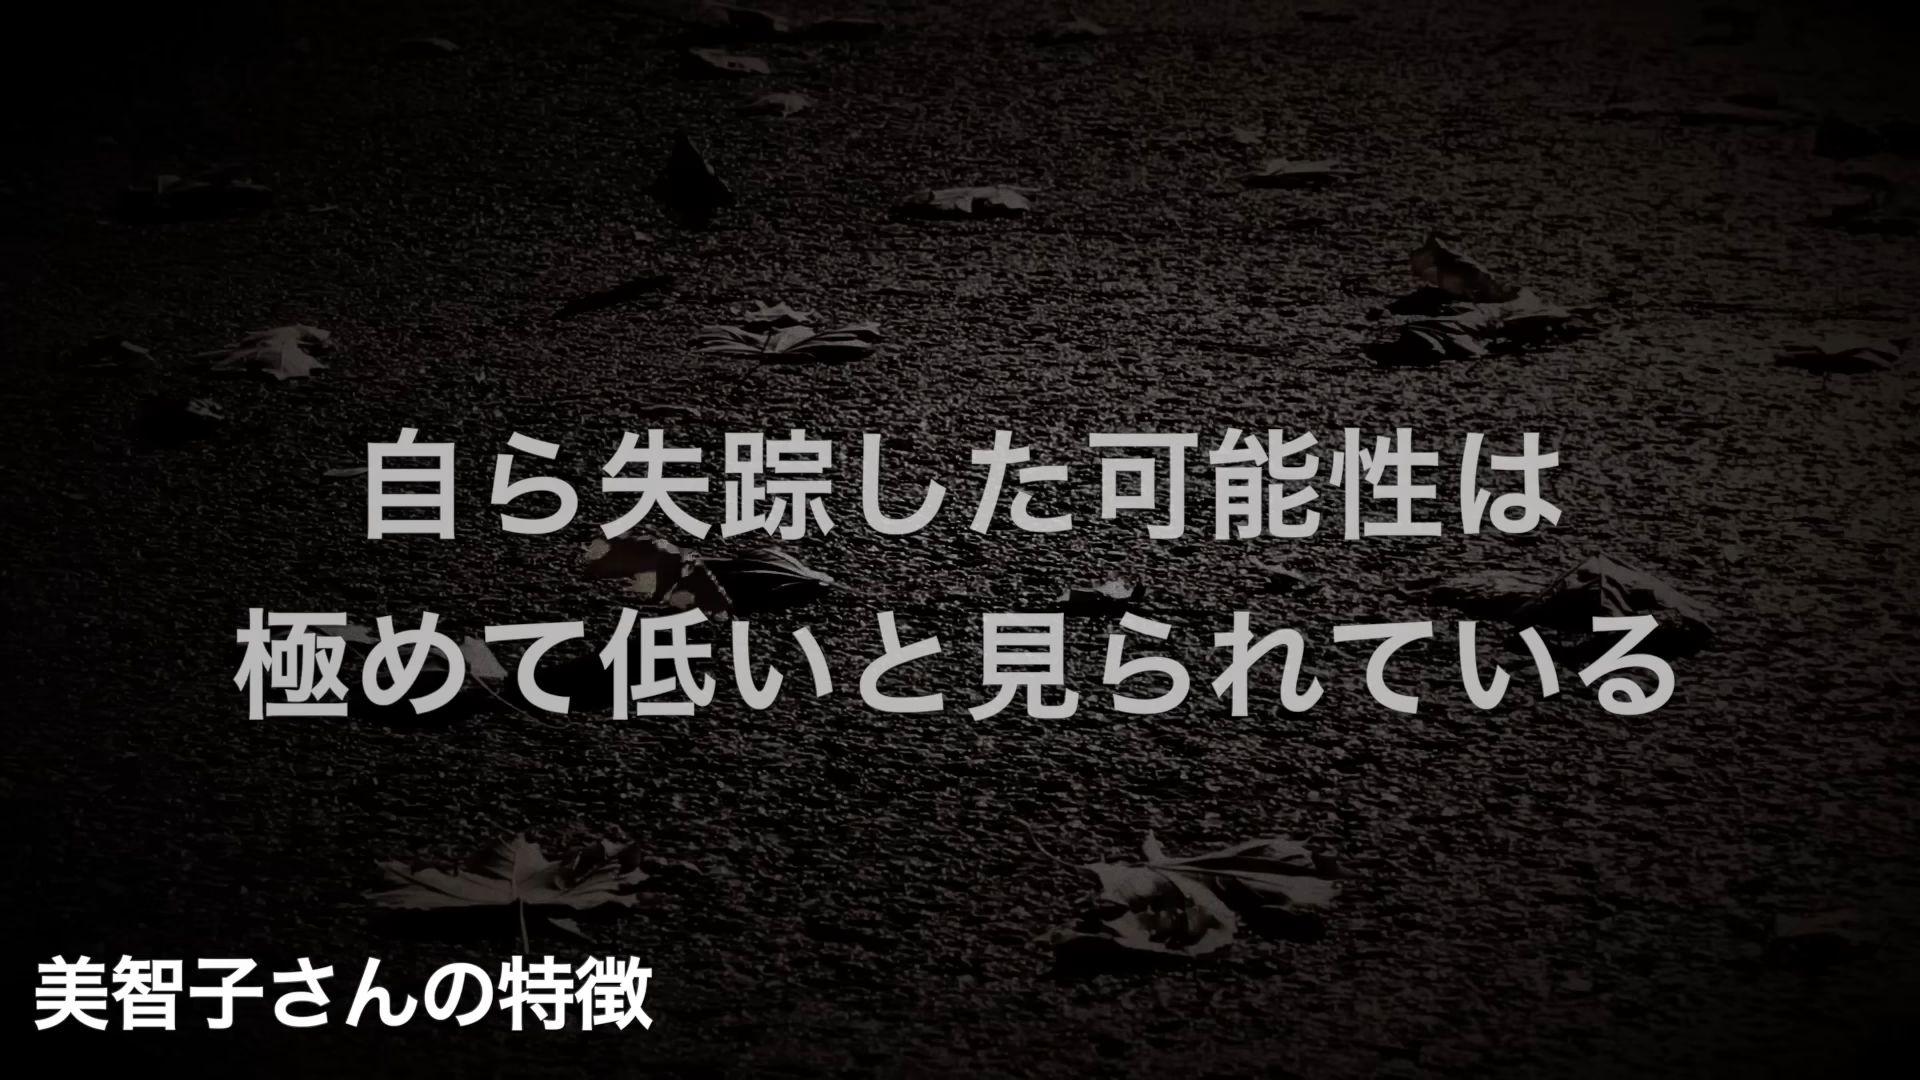 自ら失踪した可能性は
極めて低いと見られている
美智子さんの特徴